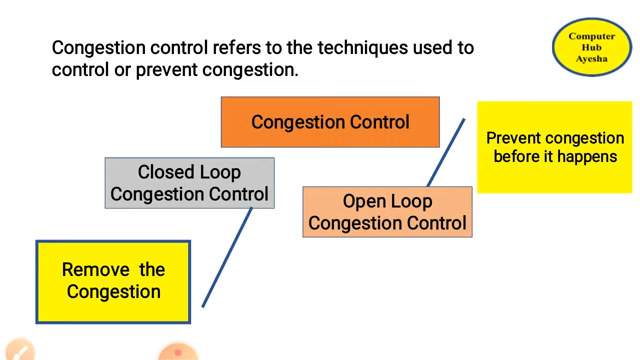 Congestion control refers to the techniques used to
control or prevent congestion.
Computer
Hub
Ayesha
Congestion Control
Prevent congestion
before it happens
Closed Loop
Congestion Control
Open Loop
Congestion Control
Remove the
Congestion